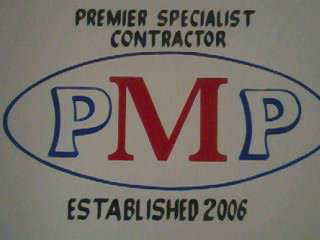 PREMIER SPECIALIST
CONTRACTOR
PMP
ESTABLISHED 2006